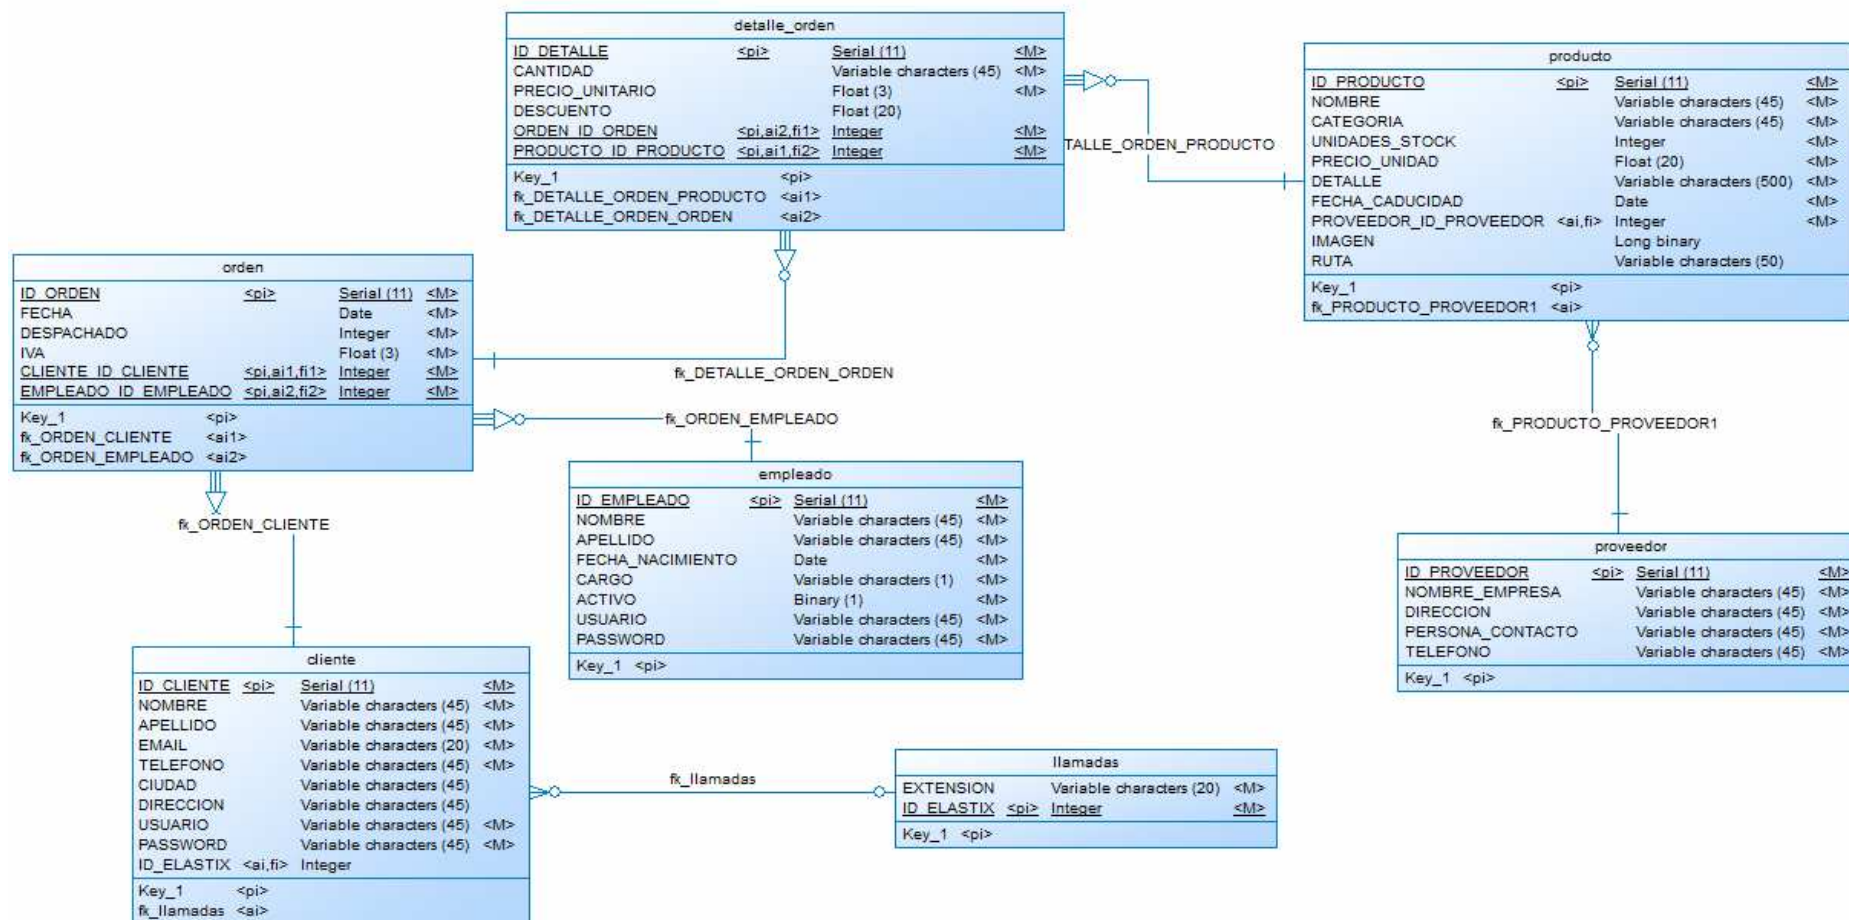 detalle_orden
ID_DETALLE <pi> Serial (11) <M>
CANTIDAD Variable characters (45) <M>
PRECIO_UNITARIO Float (3) <M>
DESCUENTO Float (20)
ORDEN_ID_ORDEN <pi,ai2,fi1> Integer <M>
PRODUCTO_ID_PRODUCTO <pi,ai1,fi2> Integer <M>
Key_1 <pi>
fk_DETALLE_ORDEN_PRODUCTO <ai1>
fk_DETALLE_ORDEN_ORDEN <ai2>
TALLE_ORDEN_PRODUCTO
producto
ID_PRODUCTO <pi> Serial (11) <M>
NOMBRE Variable characters (45) <M>
CATEGORIA Variable characters (45) <M>
UNIDADES_STOCK Integer <M>
PRECIO_UNIDAD Float (20) <M>
DETALLE Variable characters (500) <M>
FECHA_CADUCIDAD Date <M>
PROVEEDOR_ID_PROVEEDOR <ai,fi> Integer <M>
IMAGEN Long binary
RUTA Variable characters (50)
Key_1 <pi>
fk_PRODUCTO_PROVEEDOR1 <ai>
orden
ID_ORDEN <pi> Serial (11) <M>
FECHA Date <M>
DESPACHADO Integer <M>
IVA Float (3) <M>
CLIENTE_ID_CLIENTE <pi,ai1,fi1> Integer <M>
EMPLEADO_ID_EMPLEADO <pi,ai2,fi2> Integer <M>
Key_1 <pi>
fk_ORDEN_CLIENTE <ai1>
fk_ORDEN_EMPLEADO <ai2>
fk_DETALLE_ORDEN_ORDEN
fk_ORDEN_EMPLEADO
fk_PRODUCTO_PROVEEDOR1
fk_ORDEN_CLIENTE
empleado
ID_EMPLEADO <pi> Serial (11) <M>
NOMBRE Variable characters (45) <M>
APELLIDO Variable characters (45) <M>
FECHA_NACIMIENTO Date <M>
CARGO Variable characters (1) <M>
ACTIVO Binary (1) <M>
USUARIO Variable characters (45) <M>
PASSWORD Variable characters (45) <M>
Key_1 <pi>
proveedor
ID_PROVEEDOR <pi> Serial (11) <M>
NOMBRE_EMPRESA Variable characters (45) <M>
DIRECCION Variable characters (45) <M>
PERSONA_CONTACTO Variable characters (45) <M>
TELEFONO Variable characters (45) <M>
Key_1 <pi>
cliente
ID_CLIENTE <pi> Serial (11) <M>
NOMBRE Variable characters (45) <M>
APELLIDO Variable characters (45) <M>
EMAIL Variable characters (20) <M>
TELEFONO Variable characters (45) <M>
CIUDAD Variable characters (45)
DIRECCION Variable characters (45)
USUARIO Variable characters (45) <M>
PASSWORD Variable characters (45) <M>
ID_ELASTIX <ai,fi> Integer
Key_1 <pi>
fk_llamadas <ai>
fk_llamadas
llamadas
EXTENSION Variable characters (20) <M>
ID_ELASTIX <pi> Integer <M>
Key_1 <pi>